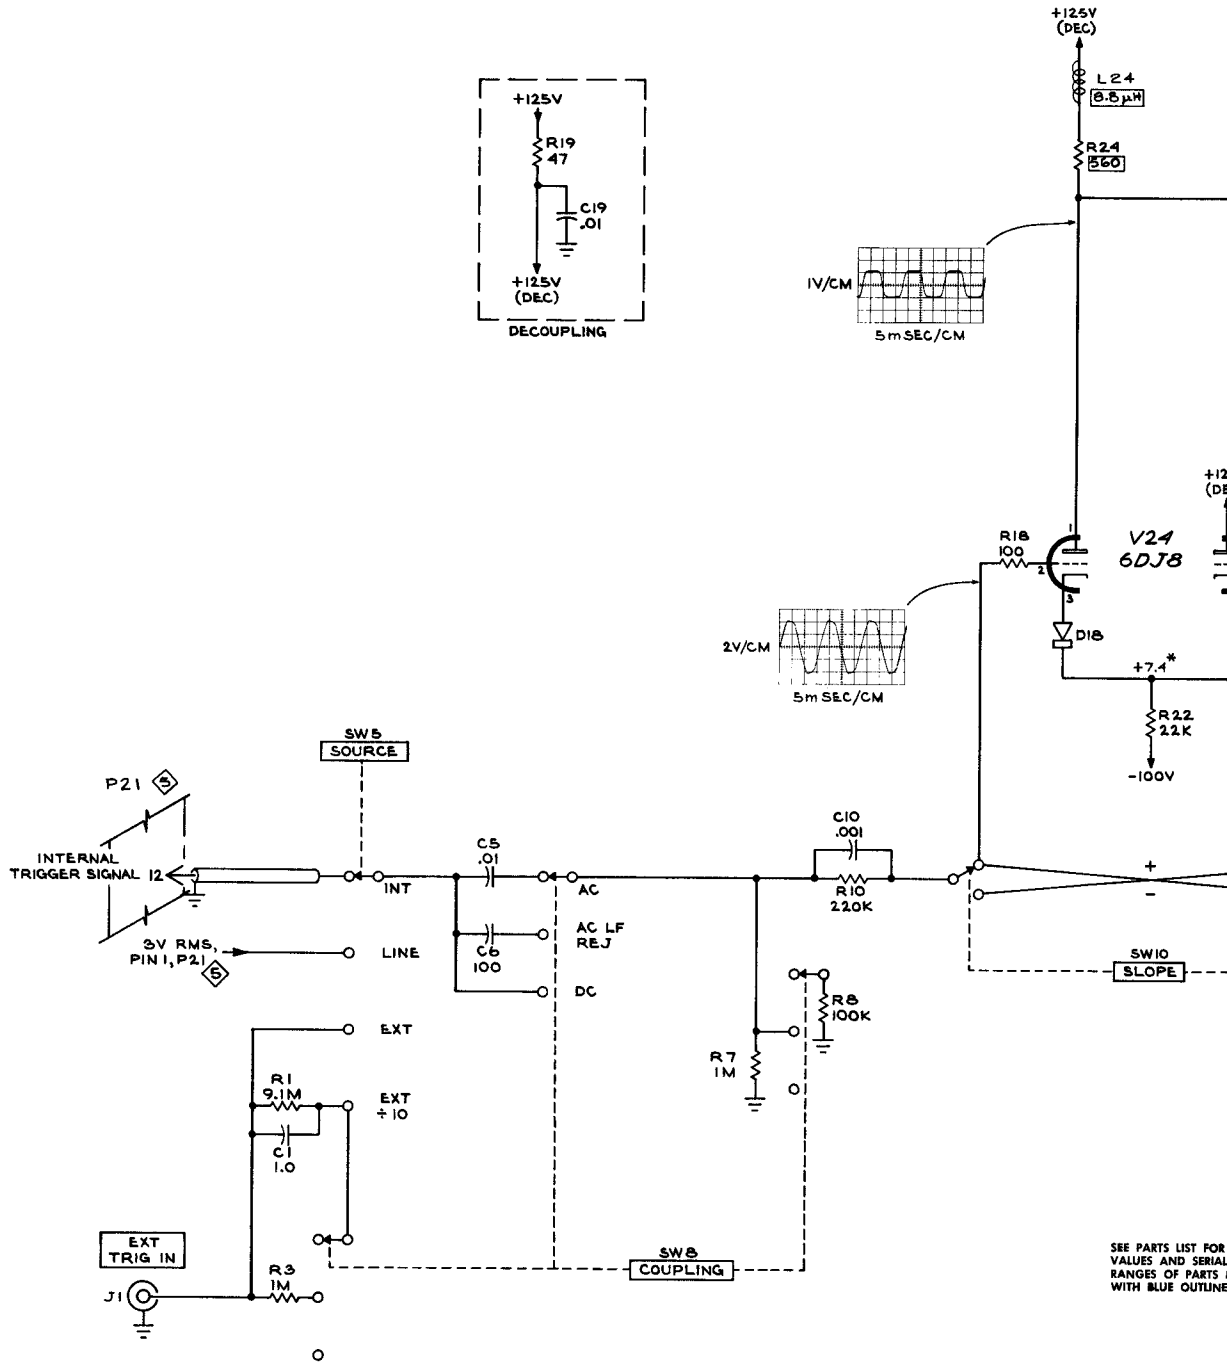 +125V
(DEC)
L24
8.8µH
R24
560
+125V
R19
47
C19
.01
+125V
(DEC)
DECOUPLING
1V/CM
5mSEC/CM
R18
100
1
2
3
V24
6DJ8
D18
2V/CM
5mSEC/CM
+7.4*
R22
22K
-100V
SW5
SOURCE
P21 5
INTERNAL
TRIGGER SIGNAL 12
3V RMS,
PIN 1, P21 5
INT
LINE
EXT
EXT
÷10
C5
.01
C6
100
AC
AC LF
REJ
DC
C10
.001
R10
220K
+
-
SW10
SLOPE
R8
100K
R7
1M
R1
9.1M
C1
1.0
EXT
TRIG IN
J1
R3
1M
SW8
COUPLING
SEE PARTS LIST FOR
VALUES AND SERIAL
RANGES OF PARTS
WITH BLUE OUTLINE